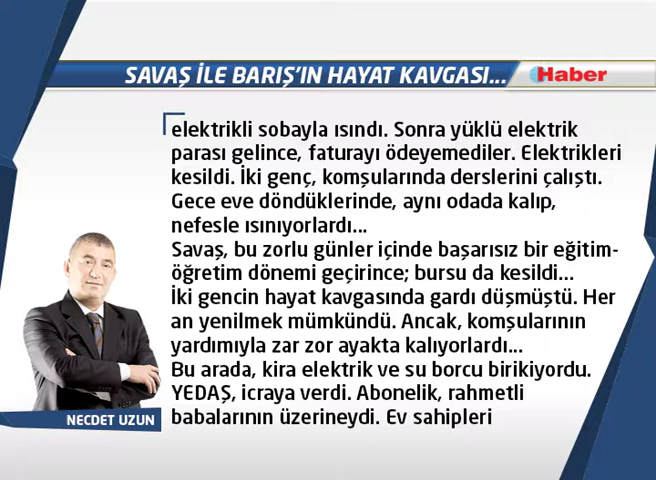 SAVAŞ İLE BARIŞ'IN HAYAT KAVGASI...
Haber
elektrikli sobayla ısındı. Sonra yüklü elektrik
parası gelince, faturayı ödeyemediler. Elektrikleri
kesildi. İki genç, komşularında derslerini çalıştı.
Gece eve döndüklerinde, aynı odada kalıp,
nefesle ısınıyorlardı...
Savaş, bu zorlu günler içinde başarısız bir eğitim-
öğretim dönemi geçirince; bursu da kesildi...
İki gencin hayat kavgasında gardı düşmüştü. Her
an yenilmek mümkündü. Ancak, komşularının
yardımıyla zar zor ayakta kalıyorlardı...
Bu arada, kira elektrik ve su borcu birikiyordu.
YEDAŞ, icraya verdi. Abonelik, rahmetli
babalarının üzerineydi. Ev sahipleri
NECDET UZUN